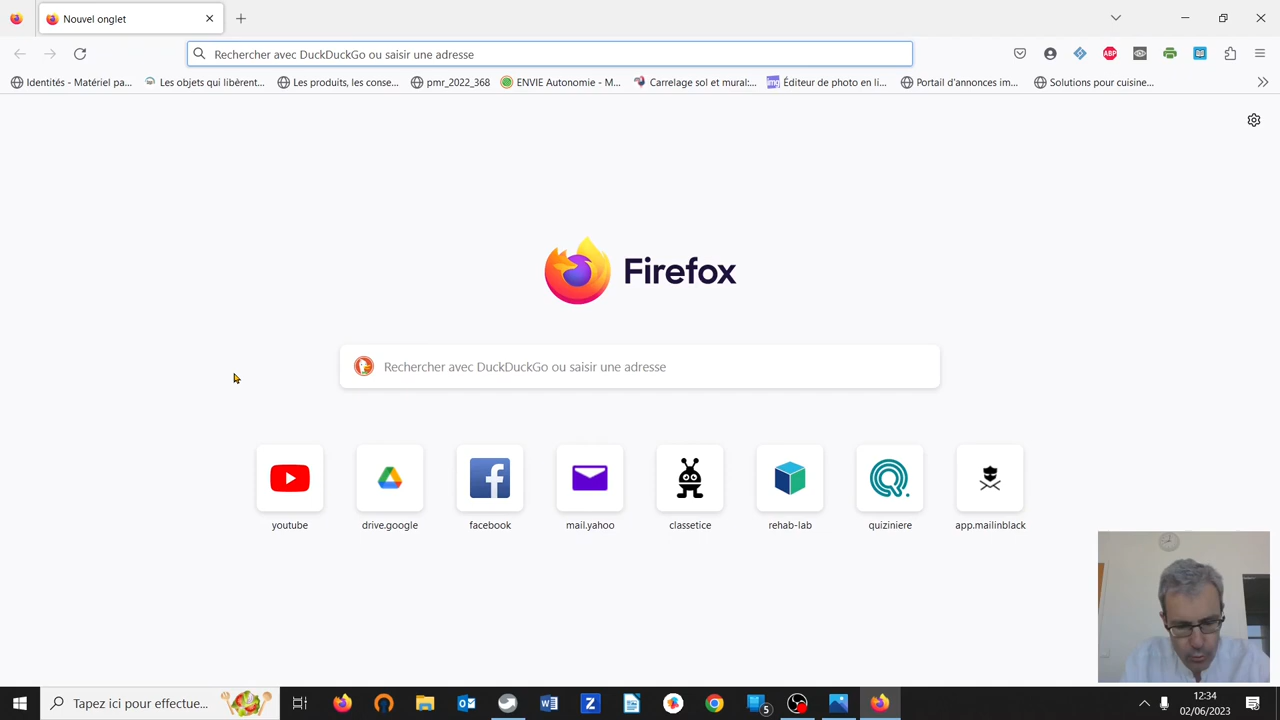 Nouvel onglet
Rechercher avec DuckDuckGo ou saisir une adresse
Identités - Matériel pa...
Les objets qui libèrent...
Les produits, les conse...
pmr_2022_368
ENVIE Autonomie - M...
Carrelage sol et mural:...
Éditeur de photo en li...
Portail d'annonces im...
Solutions pour cuisine...
ABP
Firefox
Rechercher avec DuckDuckGo ou saisir une adresse
youtube
drive.google
facebook
mail.yahoo
classetice
rehab-lab
quiziniere
app.mailinblack
Tapez ici pour effectue...
5
12:34
02/06/2023